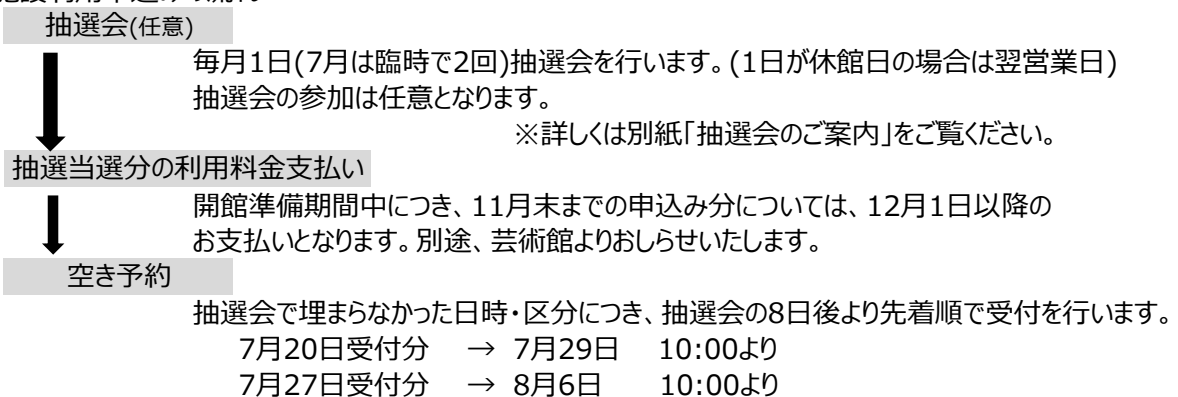 抽選会(任意)
毎月1日(7月は臨時で2回)抽選会を行います。(1日が休館日の場合は翌営業日)
抽選会の参加は任意となります。
※詳しくは別紙「抽選会のご案内」をご覧ください。
抽選当選分の利用料金支払い
開館準備期間中につき、11月末までの申込み分については、12月1日以降の
お支払いとなります。別途、芸術館よりおしらせいたします。
空き予約
抽選会で埋まらなかった日時・区分につき、抽選会の8日後より先着順で受付を行います。
7月20日受付分 → 7月29日 10:00より
7月27日受付分 → 8月6日 10:00より